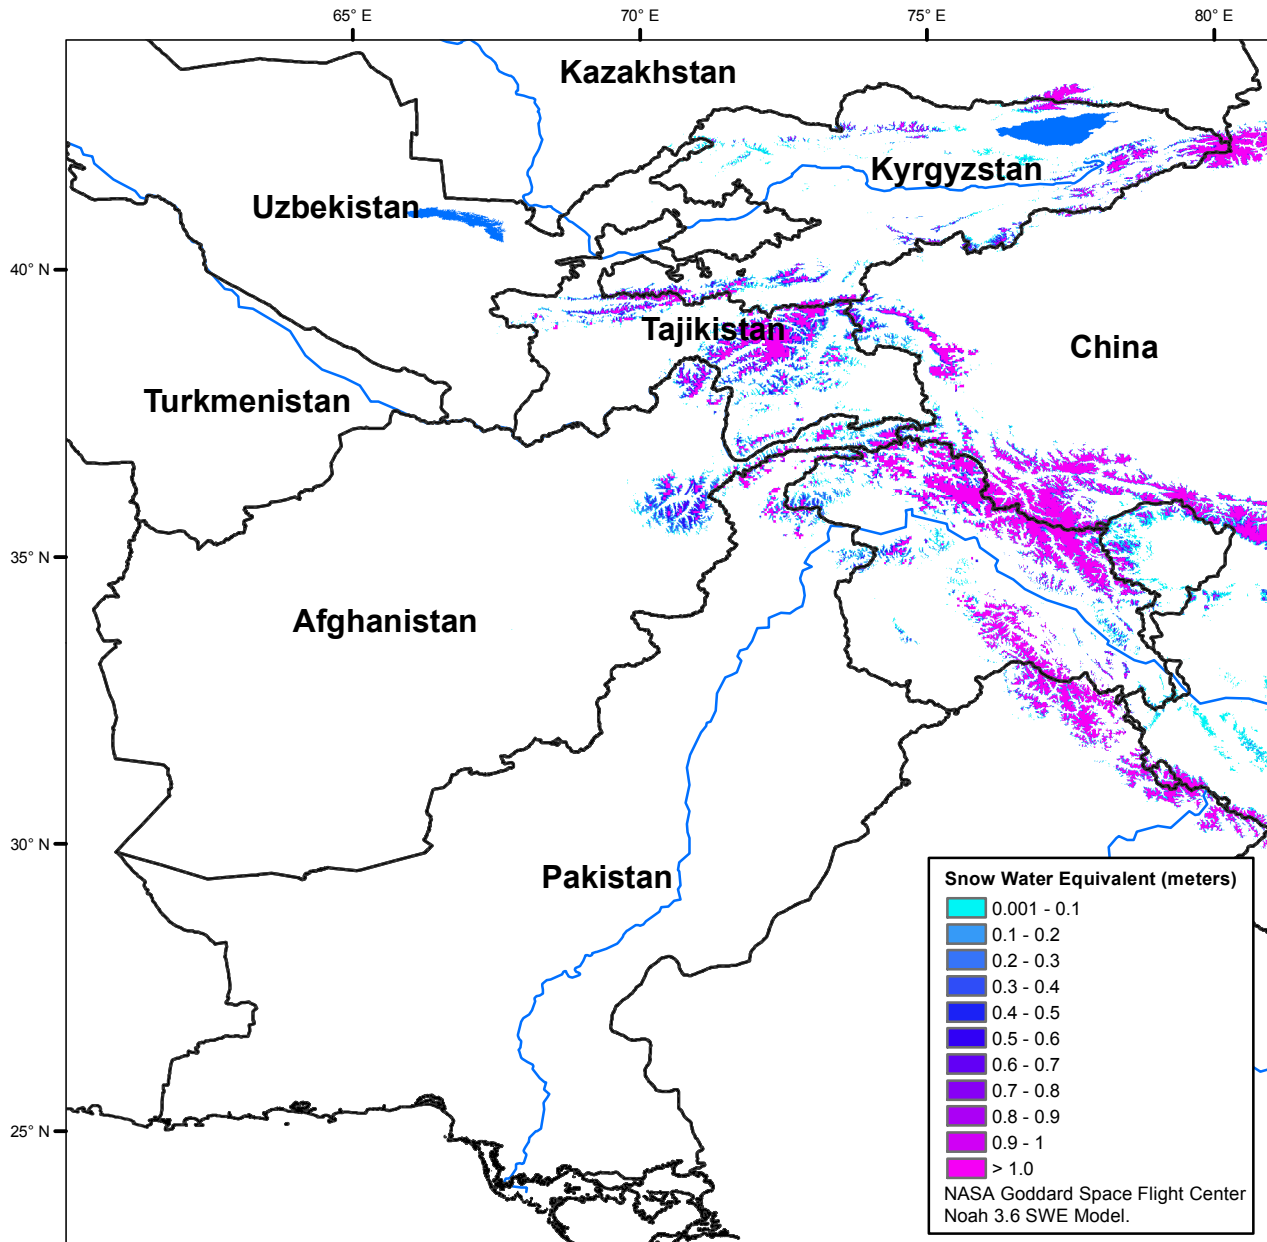 65° E
70° E
75° E
80° E
Kazakhstan
Kyrgyzstan
Uzbekistan
40° N
Tajikistan
China
Turkmenistan
35° N
Afghanistan
30° N
Pakistan
Snow Water Equivalent (meters)
0.001 - 0.1
0.1 - 0.2
0.2 - 0.3
0.3 - 0.4
0.4 - 0.5
0.5 - 0.6
0.6 - 0.7
0.7 - 0.8
0.8 - 0.9
0.9 - 1
> 1.0
25° N
NASA Goddard Space Flight Center
Noah 3.6 SWE Model.